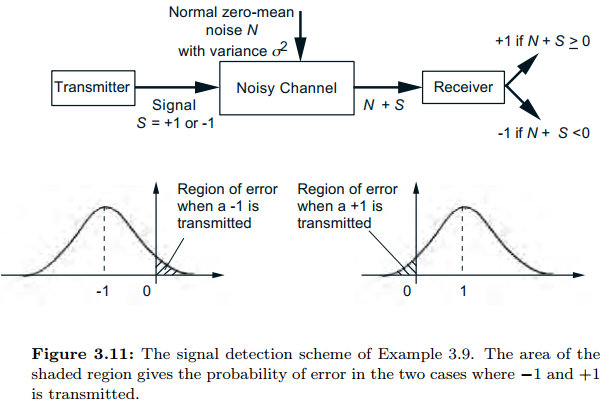 Normal zero-mean
noise N
with variance σ²
+1 if N + S ≥ 0
Transmitter
Noisy Channel
Receiver
Signal
S = +1 or -1
N + S
-1 if N + S <0
Region of error
when a -1 is
transmitted
Region of error
when a +1 is
transmitted
-1
0
0
1
Figure 3.11: The signal detection scheme of Example 3.9. The area of the
shaded region gives the probability of error in the two cases where −1 and +1
is transmitted.